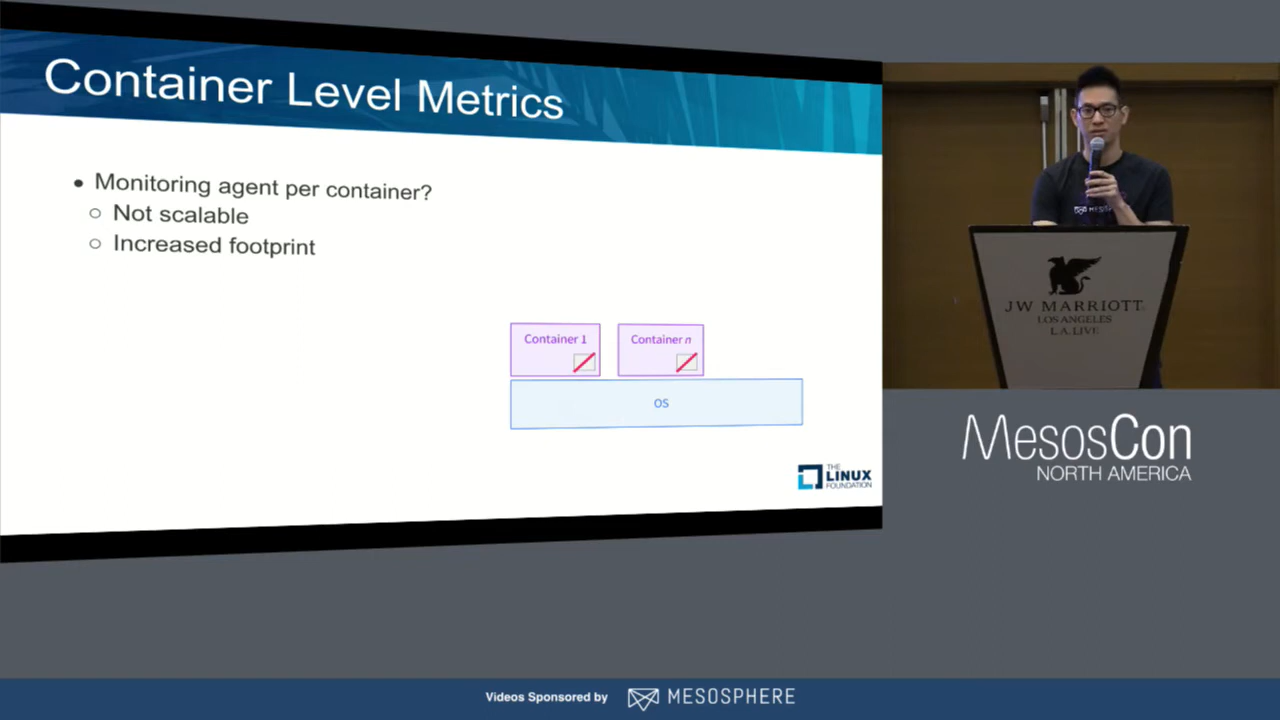 Container Level Metrics
● Monitoring agent per container?
○ Not scalable
○ Increased footprint
Container 1
Container n
OS
THE
LINUX
FOUNDATION
JW MARRIOTT
LOS ANGELES
L.A. LIVE
MesosCon
NORTH AMERICA
Videos Sponsored by
MESOSPHERE